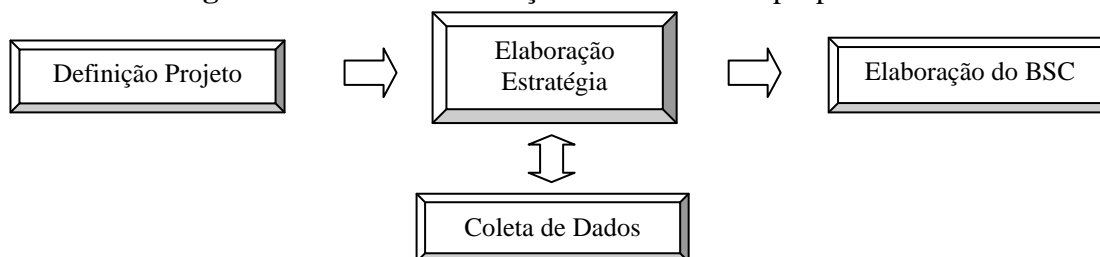 Definição Projeto
Elaboração
Estratégia
Elaboração do BSC
Coleta de Dados